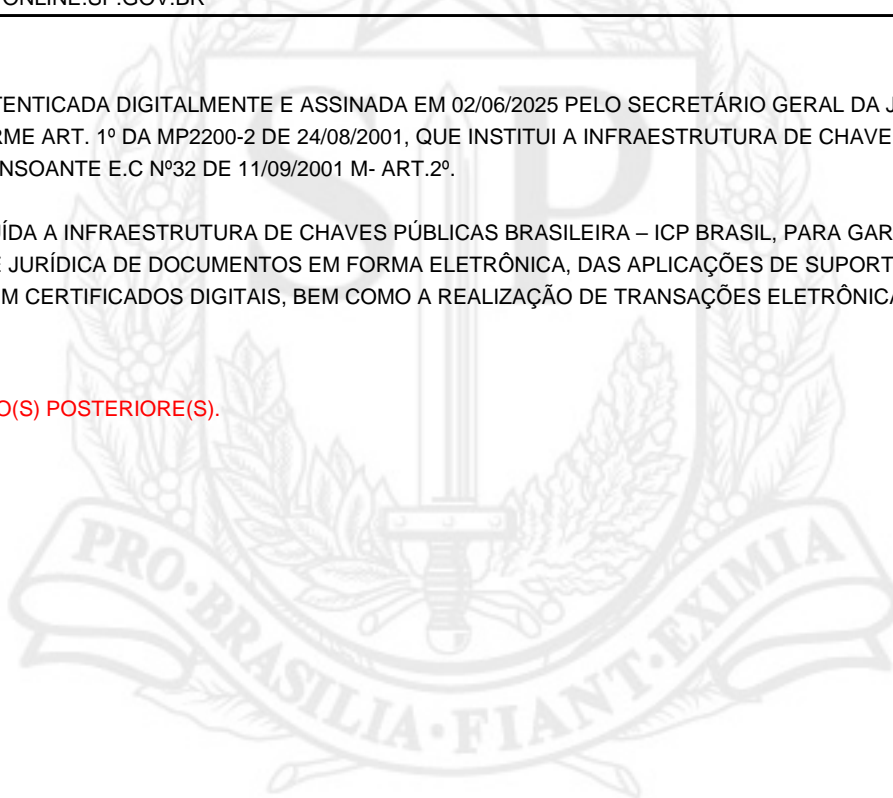 ONLINE.SP.GOV.BR
TENTICADA DIGITALMENTE E ASSINADA EM 02/06/2025 PELO SECRETÁRIO GERAL DA J
RME ART. 1º DA MP2200-2 DE 24/08/2001, QUE INSTITUI A INFRAESTRUTURA DE CHAVE
NSOANTE E.C Nº32 DE 11/09/2001 M- ART.2º.
UÍDA A INFRAESTRUTURA DE CHAVES PÚBLICAS BRASILEIRA – ICP BRASIL, PARA GAR
E JURÍDICA DE DOCUMENTOS EM FORMA ELETRÔNICA, DAS APLICAÇÕES DE SUPORT
M CERTIFICADOS DIGITAIS, BEM COMO A REALIZAÇÃO DE TRANSAÇÕES ELETRÔNICA
O(S) POSTERIORE(S).
SP
PRO·BRASILIA·FIANT·EXIMIA